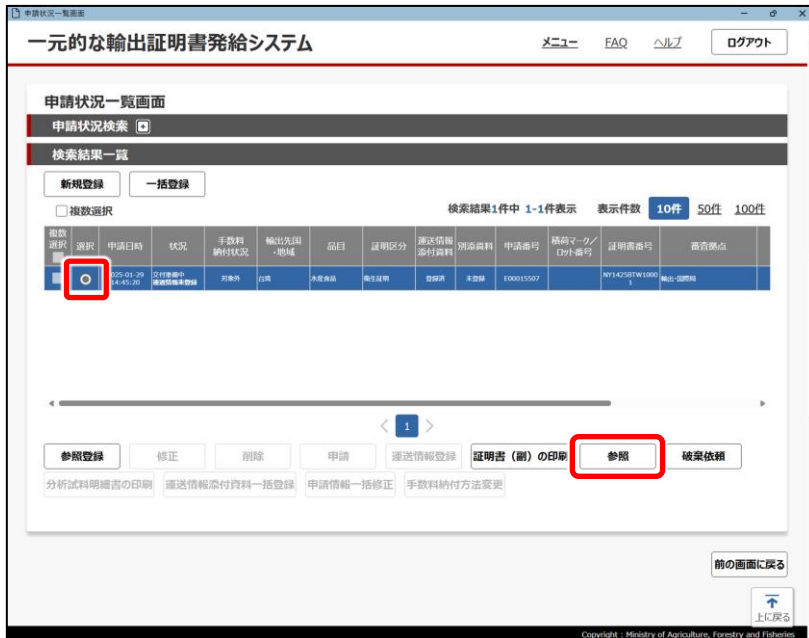 申請状況一覧画面
一元的な輸出証明書発給システム
メニュー FAQ ヘルプ ログアウト
申請状況一覧画面
申請状況検索
検索結果一覧
新規登録 一括登録
複数選択 検索結果1件中 1-1件表示 表示件数 10件 50件 100件
複数選択 選択 申請日時 状況 手数料納付状況 輸出先国・地域 品目 証明区分 運送情報添付資料 別添資料 申請番号 積荷マーク/ロット番号 証明書番号 審査拠点
025-01-29 14:45:20 交付準備中 運送情報未登録 対象外 台湾 水産食品 衛生証明 登録済 未登録 E00015507 NY1425BTW10001 輸出・国際局
1
参照登録 修正 削除 申請 運送情報登録 証明書(副)の印刷 参照 破棄依頼
分析試料明細書の印刷 運送情報添付資料一括登録 申請情報一括修正 手数料納付方法変更
前の画面に戻る
上に戻る
Copyright : Ministry of Agriculture, Forestry and Fisheries